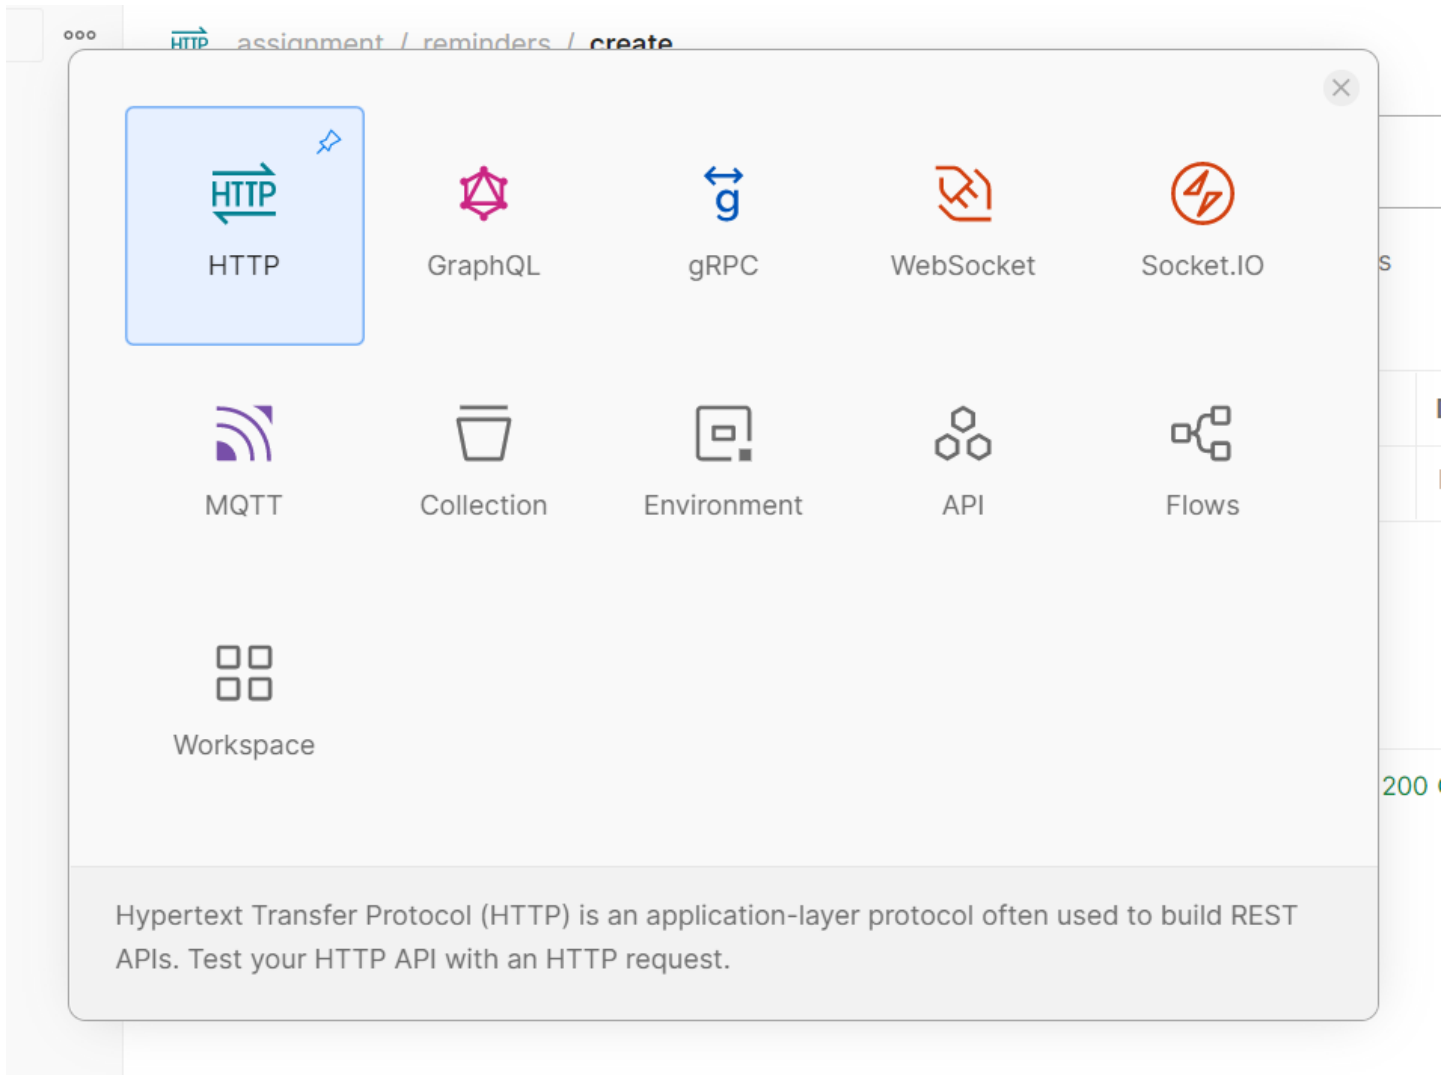 HTTP assignment / reminders / create
HTTP
HTTP GraphQL gRPC WebSocket Socket.IO
s
MQTT Collection Environment API Flows
Workspace
200
Hypertext Transfer Protocol (HTTP) is an application-layer protocol often used to build REST
APIs. Test your HTTP API with an HTTP request.